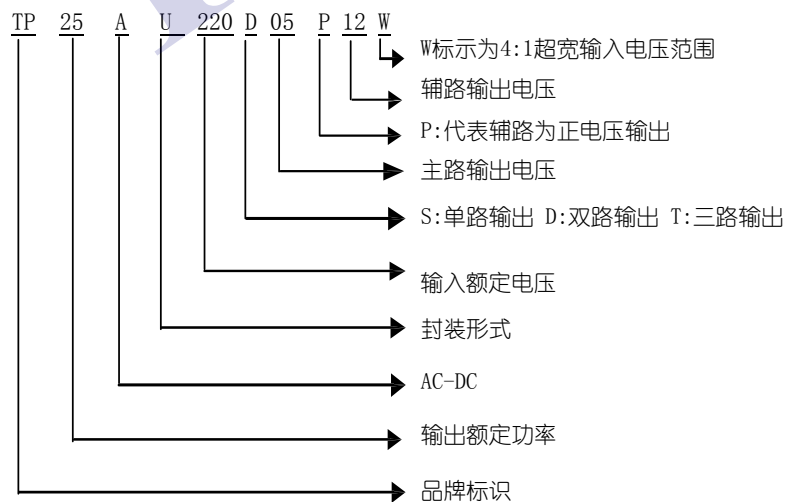 TP 25 A U 220 D 05 P 12 W
W标示为4:1超宽输入电压范围
辅路输出电压
P:代表辅路为正电压输出
主路输出电压
S:单路输出 D:双路输出 T:三路输出
输入额定电压
封装形式
AC-DC
输出额定功率
品牌标识